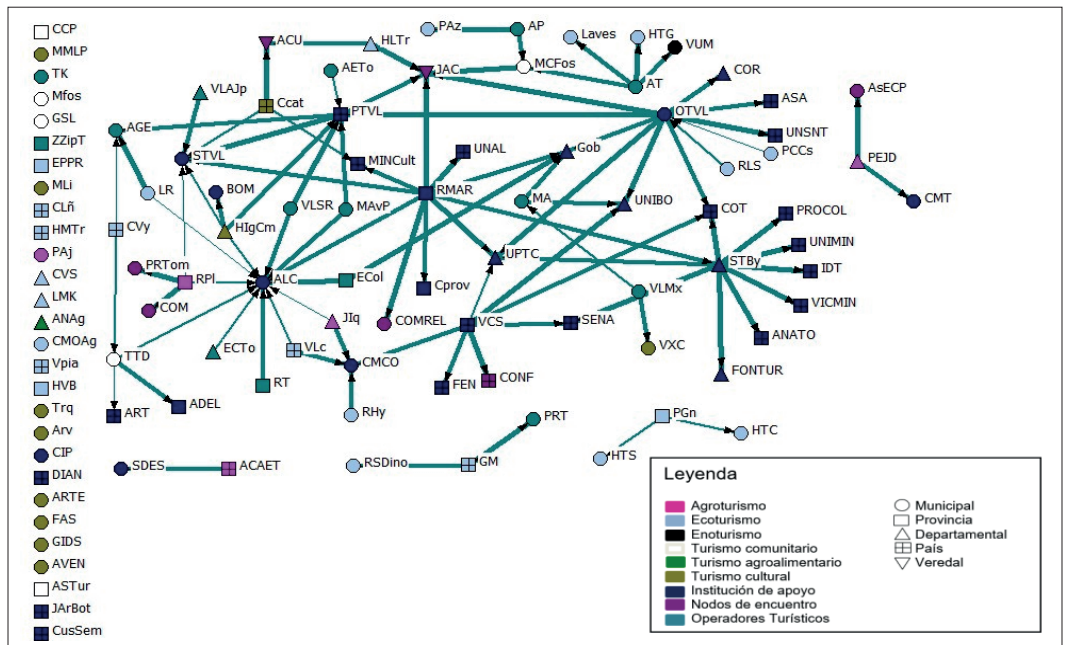 CCP
MMLP
TK
Mfos
GSL
ZZipT
EPPR
MLi
CLñ
HMTr
PAj
CVS
LMK
ANAg
CMOAg
Vpia
HVB
Trq
Arv
CIP
DIAN
ARTE
FAS
GIDS
AVEN
ASTur
JArBot
CusSem
ACU
HLTr
PAz
AP
Laves
HTG
VUM
JAC
MCFos
AT
COR
VLAJp
AETo
Ccat
PTVL
OTVL
ASA
AsECP
AGE
STVL
MINCult
UNAL
Gob
UNSNT
PCCs
RLS
PEJD
LR
BOM
RMAR
CMT
CVy
HIgCm
VLSR
MAvP
MA
UNIBO
COT
PROCOL
UNIMIN
PRTom
RPl
ALC
ECol
Cprov
UPTC
STBy
IDT
VLMx
VICMIN
COM
JIq
COMREL
VCS
SENA
ANATO
TTD
ECTo
VLc
CMCO
VXC
RT
FEN
CONF
FONTUR
ART
ADEL
RHy
PRT
PGn
HTC
SDES
ACAET
RSDino
GM
HTS
Leyenda
Agroturismo
Ecoturismo
Enoturismo
Turismo comunitario
Turismo agroalimentario
Turismo cultural
Institución de apoyo
Nodos de encuentro
Operadores Turísticos
Municipal
Provincia
Departamental
País
Veredal